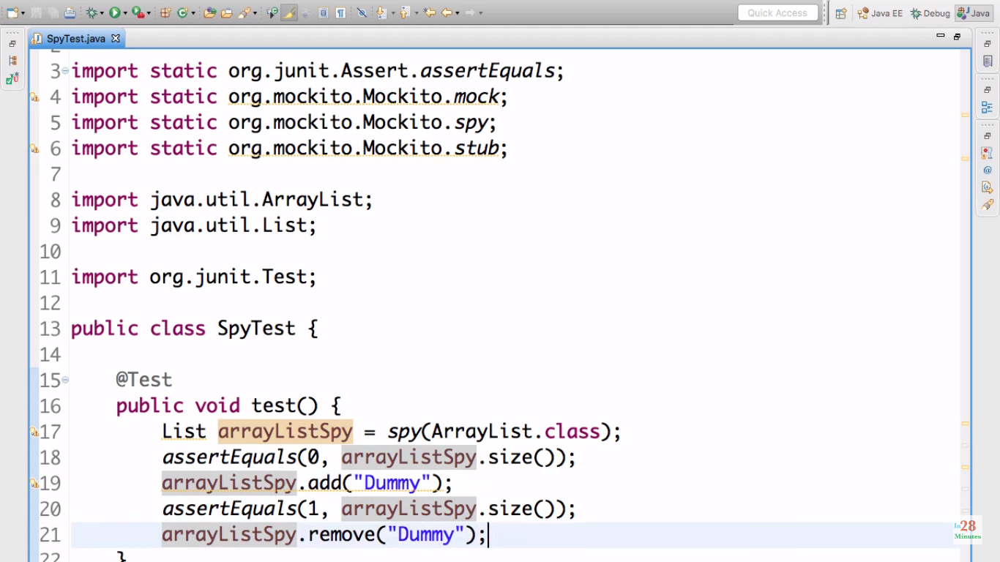 Quick Access
Java EE
Debug
Java
SpyTest.java
2
3 import static org.junit.Assert.assertEquals;
4 import static org.mockito.Mockito.mock;
5 import static org.mockito.Mockito.spy;
6 import static org.mockito.Mockito.stub;
7
8 import java.util.ArrayList;
9 import java.util.List;
10
11 import org.junit.Test;
12
13 public class SpyTest {
14
15 @Test
16 public void test() {
17 List arrayListSpy = spy(ArrayList.class);
18 assertEquals(0, arrayListSpy.size());
19 arrayListSpy.add("Dummy");
20 assertEquals(1, arrayListSpy.size());
21 arrayListSpy.remove("Dummy");
22 }
In28
Minutes